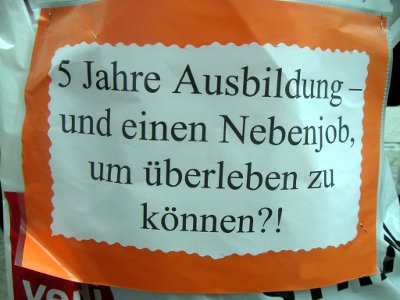 5 Jahre Ausbildung –
und einen Nebenjob,
um überleben zu
können?!